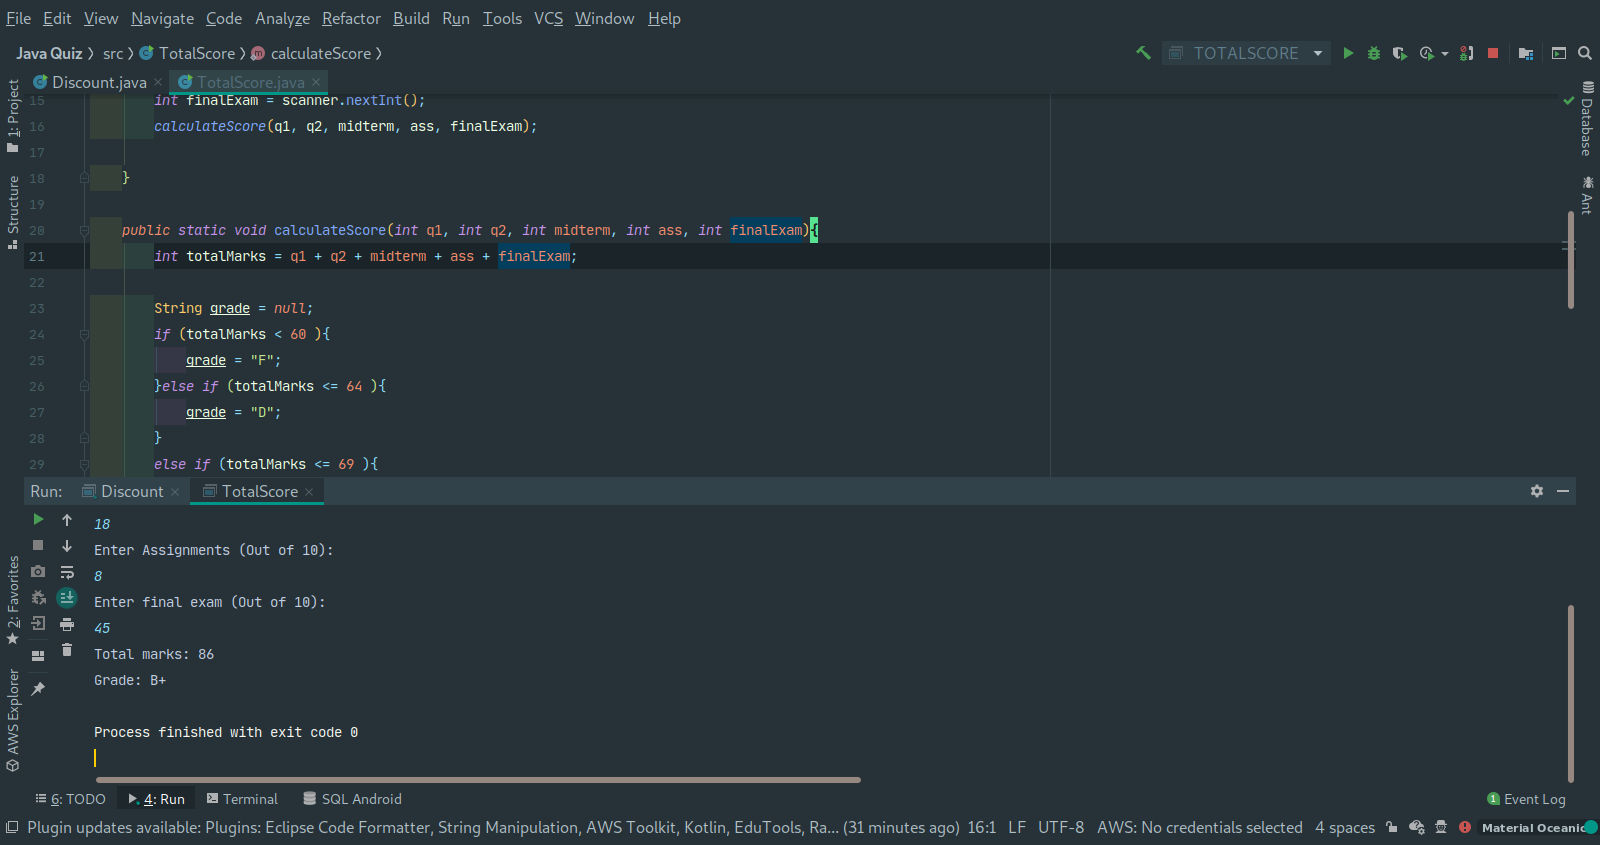 File Edit View Navigate Code Analyze Refactor Build Run Tools VCS Window Help
Java Quiz src TotalScore m calculateScore TOTALSCORE
Discount.java TotalScore.java
1: Project
Structure
2: Favorites
AWS Explorer
Database
Ant
15 int finalExam = scanner.nextInt();
16 calculateScore(q1, q2, midterm, ass, finalExam);
17
18 }
19
20 public static void calculateScore(int q1, int q2, int midterm, int ass, int finalExam){
21 int totalMarks = q1 + q2 + midterm + ass + finalExam;
22
23 String grade = null;
24 if (totalMarks < 60 ){
25 grade = "F";
26 }else if (totalMarks <= 64 ){
27 grade = "D";
28 }
29 else if (totalMarks <= 69 ){
Run: Discount TotalScore
18
Enter Assignments (Out of 10):
8
Enter final exam (Out of 10):
45
Total marks: 86
Grade: B+
Process finished with exit code 0
6: TODO 4: Run Terminal SQL Android 1 Event Log
Plugin updates available: Plugins: Eclipse Code Formatter, String Manipulation, AWS Toolkit, Kotlin, EduTools, Ra... (31 minutes ago) 16:1 LF UTF-8 AWS: No credentials selected 4 spaces Material Oceanic